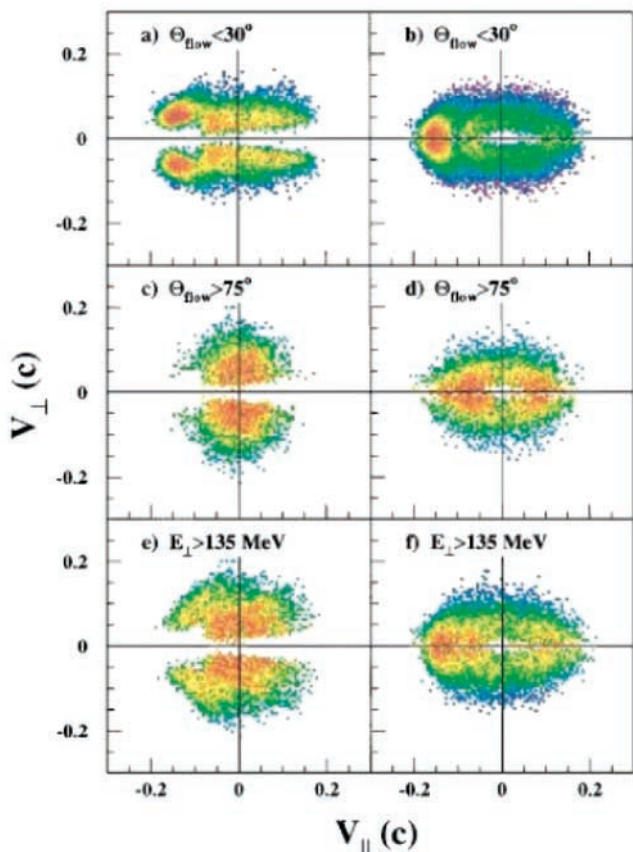 a) Θflow<30°
b) Θflow<30°
0.2
0
-0.2
c) Θflow>75°
d) Θflow>75°
0.2
0
-0.2
e) E⊥>135 MeV
f) E⊥>135 MeV
0.2
0
-0.2
V⊥ (c)
-0.2 0 0.2 -0.2 0 0.2
V|| (c)